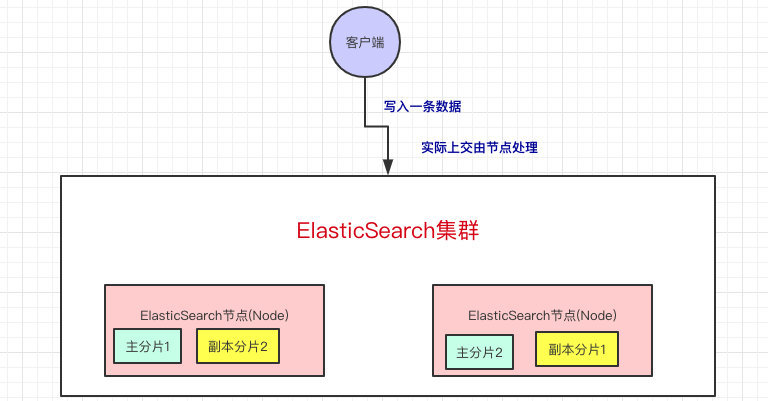 客户端
写入一条数据
实际上交由节点处理
ElasticSearch集群
ElasticSearch节点(Node)
主分片1
副本分片2
ElasticSearch节点(Node)
主分片2
副本分片1